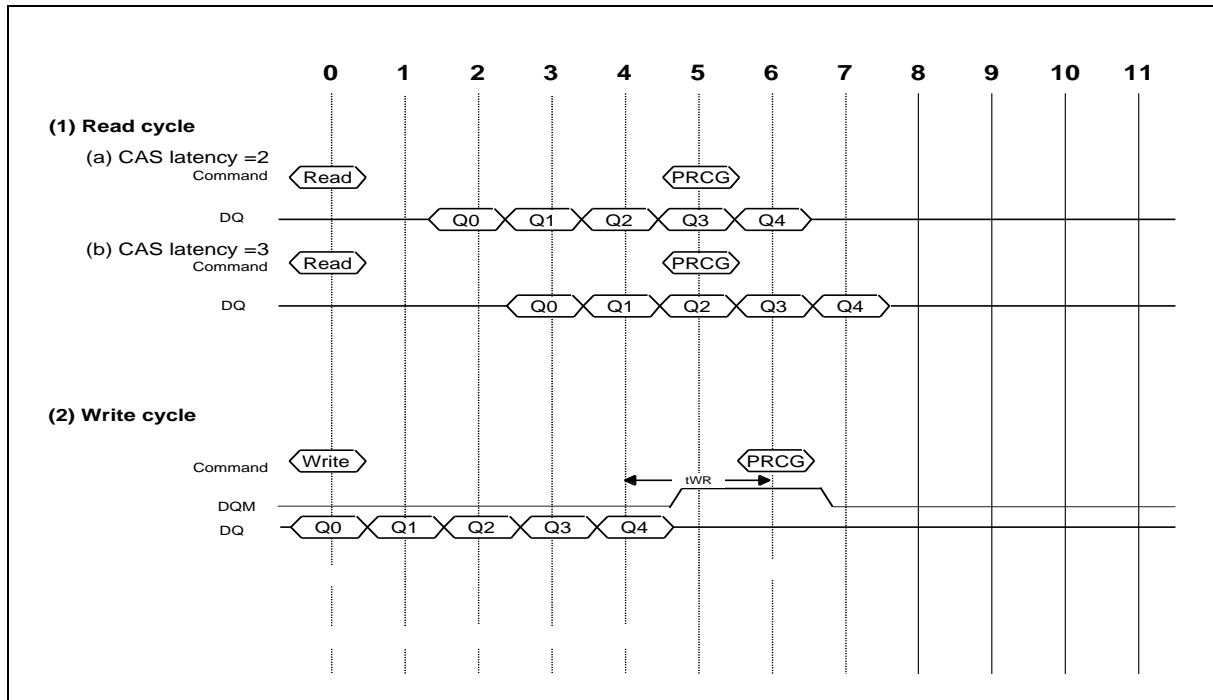 0 1 2 3 4 5 6 7 8 9 10 11
(1) Read cycle
(a) CAS latency =2
Command Read PRCG
DQ Q0 Q1 Q2 Q3 Q4
(b) CAS latency =3
Command Read PRCG
DQ Q0 Q1 Q2 Q3 Q4
(2) Write cycle
Command Write PRCG
tWR
DQM
DQ Q0 Q1 Q2 Q3 Q4